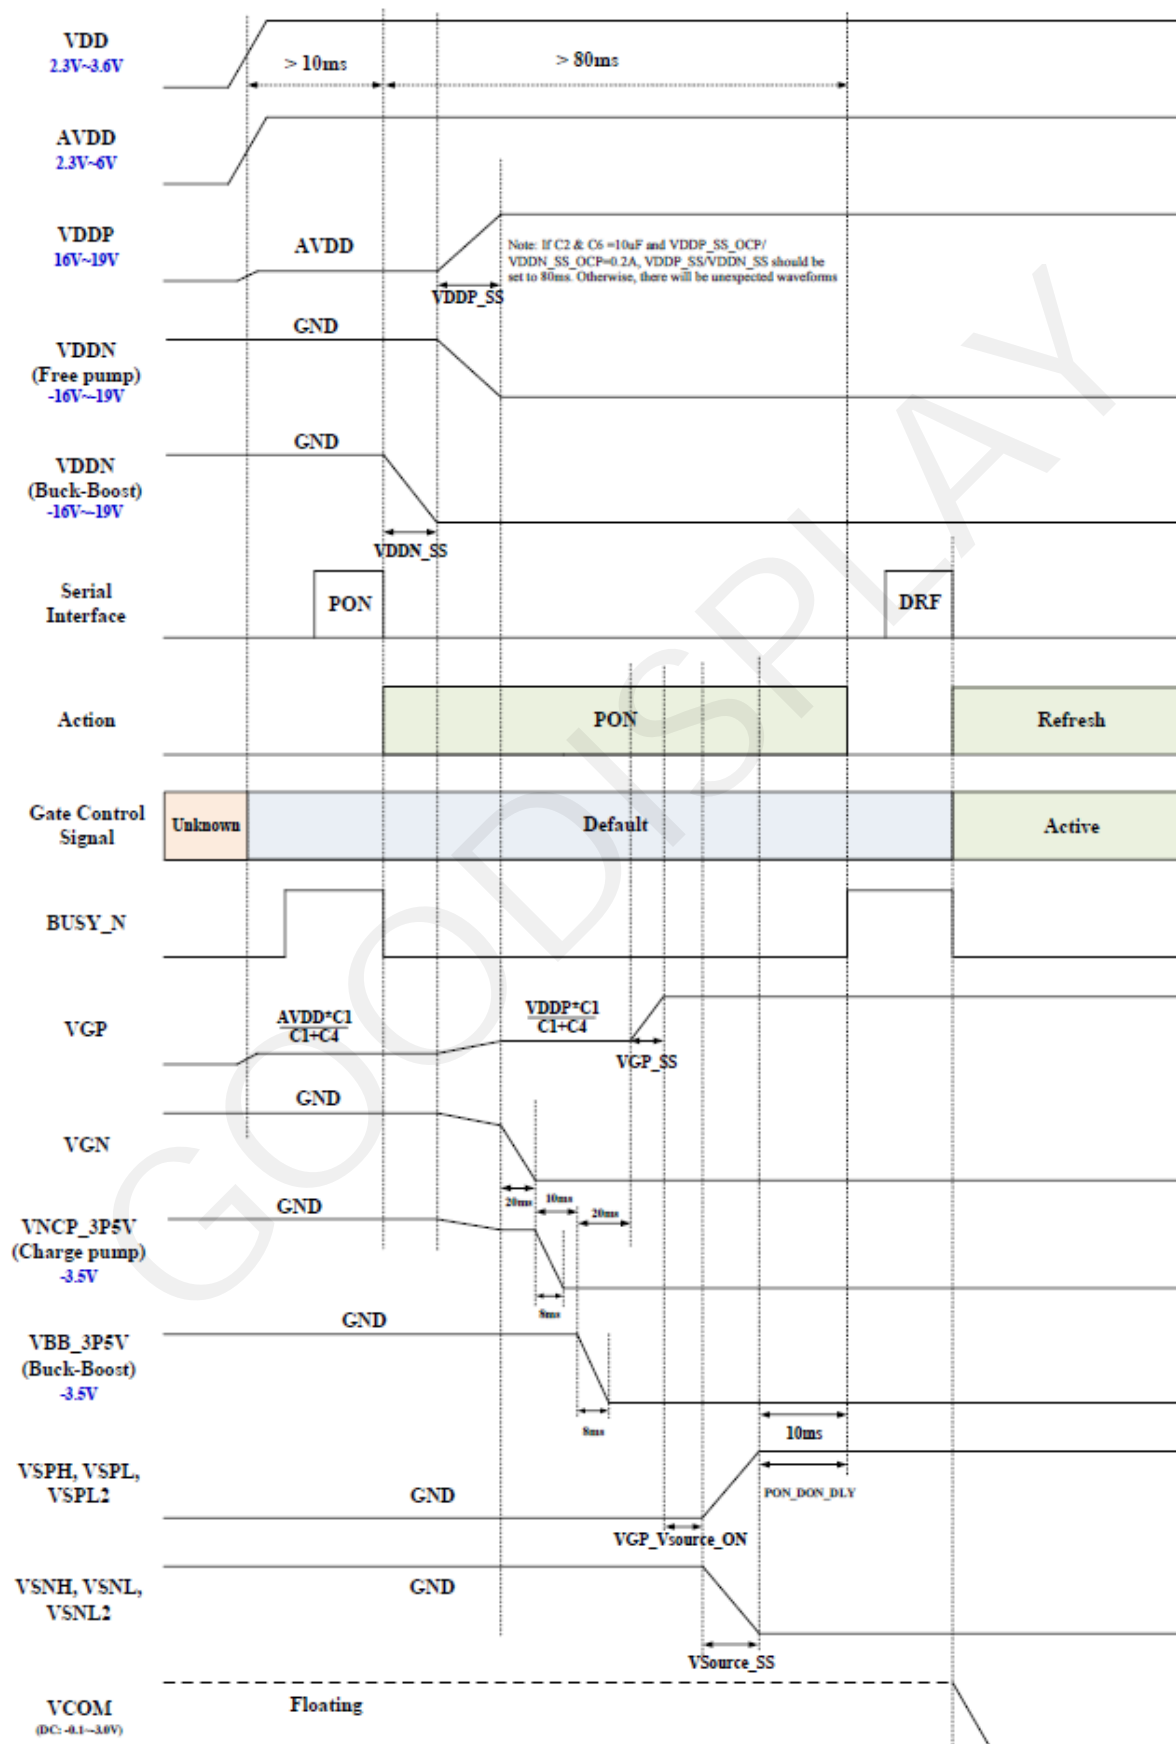 VDD
2.3V~3.6V
> 10ms
> 80ms
AVDD
2.3V~6V
VDDP
16V~19V
AVDD
Note: If C2 & C6 =10uF and VDDP_SS_OCP/
VDDN_SS_OCP=0.2A, VDDP_SS/VDDN_SS should be
set to 80ms. Otherwise, there will be unexpected waveforms
VDDP_SS
GND
VDDN
(Free pump)
-16V~-19V
GND
VDDN
(Buck-Boost)
-16V~-19V
VDDN_SS
Serial
Interface
PON
DRF
Action
PON
Refresh
Gate Control
Signal
Unknown
Default
Active
BUSY_N
VGP
AVDD*C1
C1+C4
VDDP*C1
C1+C4
VGP_SS
GND
VGN
20ms
10ms
20ms
GND
VNCP_3P5V
(Charge pump)
-3.5V
8ms
GND
VBB_3P5V
(Buck-Boost)
-3.5V
8ms
10ms
VSPH, VSPL,
VSPL2
GND
PON_DON_DLY
VGP_Vsource_ON
VSNH, VSNL,
VSNL2
GND
VSource_SS
VCOM
(DC: -0.1~-3.0V)
Floating
GOODISPLAY